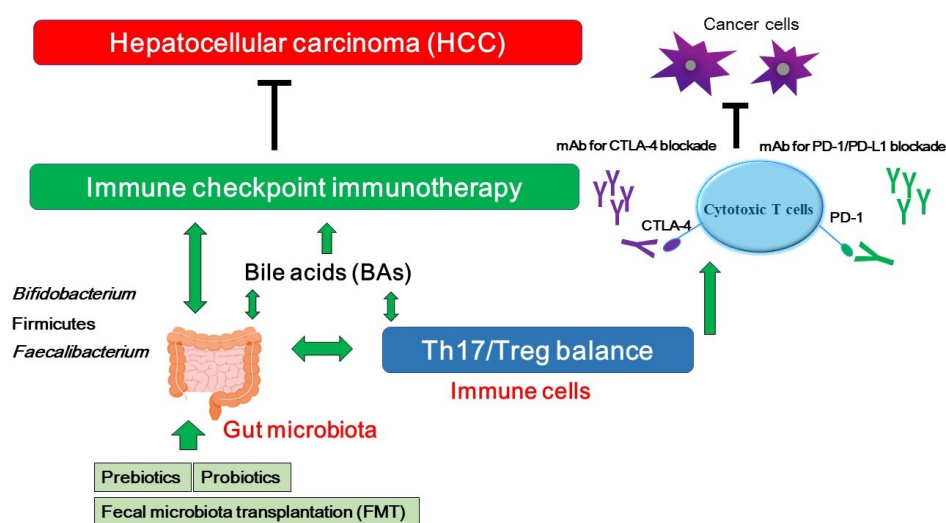 Hepatocellular carcinoma (HCC)
Cancer cells
mAb for CTLA-4 blockade
mAb for PD-1/PD-L1 blockade
Immune checkpoint immunotherapy
Cytotoxic T cells
CTLA-4
PD-1
Bile acids (BAs)
Bifidobacterium
Firmicutes
Faecalibacterium
Th17/Treg balance
Immune cells
Gut microbiota
Prebiotics
Probiotics
Fecal microbiota transplantation (FMT)